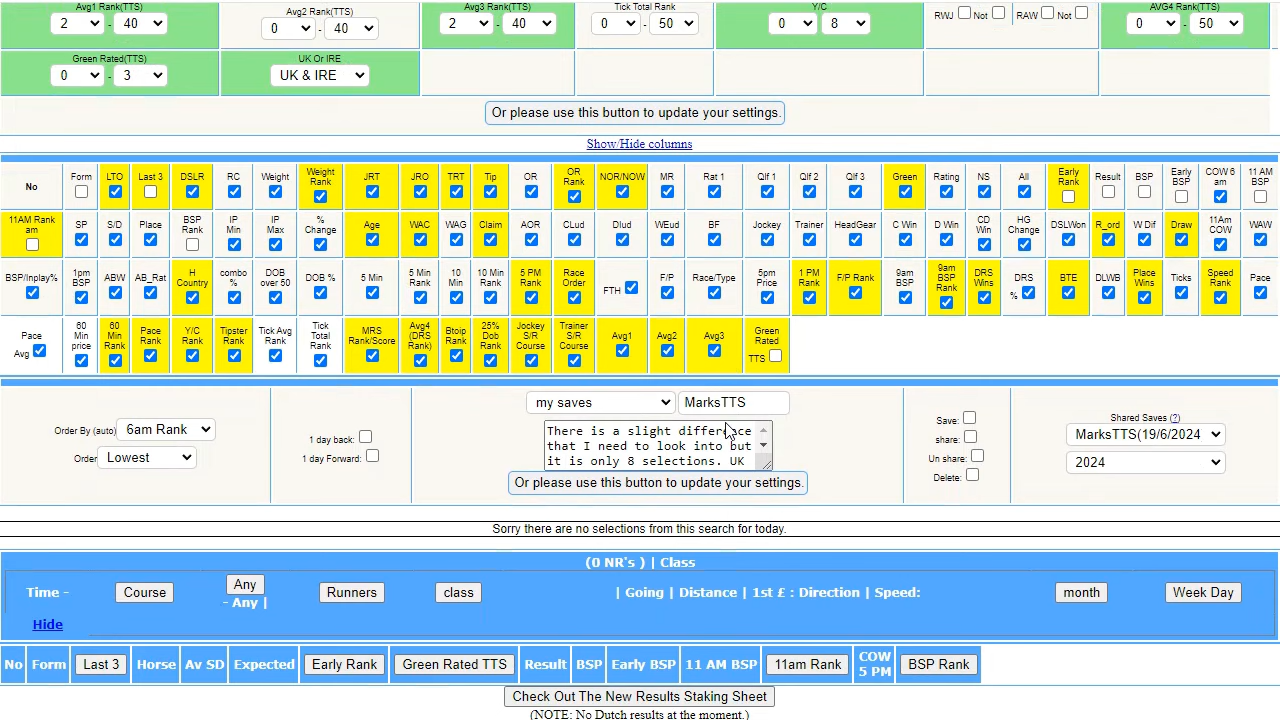 Avg1 Rank(TTS) Avg2 Rank(TTS) Avg3 Rank(TTS) Tick Total Rank Y/C RWJ Not RAW Not AVG4 Rank(TTS)
2 - 40 0 - 40 2 - 40 0 - 50 0 8 0 - 50
Green Rated(TTS) UK Or IRE
0 - 3 UK & IRE
Or please use this button to update your settings.
Show/Hide columns
No Form LTO Last 3 DSLR RC Weight Weight Rank JRT JRO TRT Tip OR OR Rank NOR/NOW MR Rat 1 Qlf 1 Qlf 2 Qlf 3 Green Rating NS All Early Rank Result BSP Early BSP COW 6 am 11 AM BSP
11AM Rank am SP S/D Place BSP Rank IP Min IP Max % Change Age WAC WAG Claim AOR CLud Dlud WEud BF Jockey Trainer HeadGear C Win D Win CD Win HG Change DSLWon R_ord W Dif Draw 11Am COW WAW
BSP/Inplay% 1pm BSP ABW AB_Rat H Country combo % DOB over 50 DOB % 5 Min 5 Min Rank 10 Min 10 Min Rank 5 PM Rank Race Order FTH F/P Race/Type 5pm Price 1 PM Rank F/P Rank 9am BSP 9am BSP Rank DRS Wins DRS % BTE DLWB Place Wins Ticks Speed Rank Pace
Pace Avg 60 Min price 60 Min Rank Pace Rank Y/C Rank Tipster Rank Tick Avg Rank Tick Total Rank MRS Rank/Score Avg4 (DRS Rank) Btoip Rank 25% Dob Rank Jockey S/R Course Trainer S/R Course Avg1 Avg2 Avg3 Green Rated TTS
my saves MarksTTS
Order By (auto) 6am Rank
Order Lowest
1 day back:
1 day Forward:
There is a slight difference
that I need to look into but
it is only 8 selections. UK
Or please use this button to update your settings.
Save:
share:
Un share:
Delete:
Shared Saves (?)
MarksTTS(19/6/2024
2024
Sorry there are no selections from this search for today.
(0 NR's ) | Class
Time - Course Any - Any | Runners class | Going | Distance | 1st £ : Direction | Speed: month Week Day
Hide
No Form Last 3 Horse Av SD Expected Early Rank Green Rated TTS Result BSP Early BSP 11 AM BSP 11am Rank COW 5 PM BSP Rank
Check Out The New Results Staking Sheet
(NOTE: No Dutch results at the moment.)